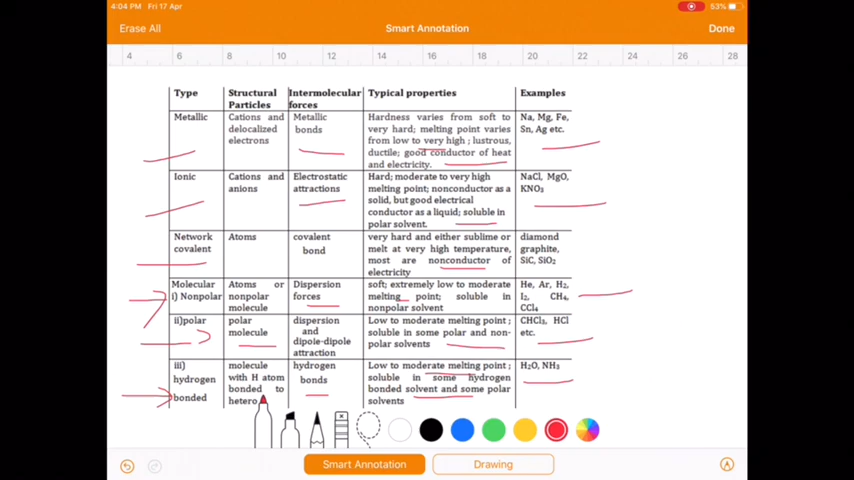 4:04 PM Fri 17 Apr
53%
Erase All
Smart Annotation
Done
4 6 8 10 12 14 16 18 20 22 24 26 28
Type
Structural
Particles
Intermolecular
forces
Typical properties
Examples
Metallic
Cations and
delocalized
electrons
Metallic
bonds
Hardness varies from soft to
very hard; melting point varies
from low to very high ; lustrous,
ductile; good conductor of heat
and electricity.
Na, Mg, Fe,
Sn, Ag etc.
Ionic
Cations and
anions
Electrostatic
attractions
Hard; moderate to very high
melting point; nonconductor as a
solid, but good electrical
conductor as a liquid; soluble in
polar solvent.
NaCl, MgO,
KNO₃
Network
covalent
Atoms
covalent
bond
very hard and either sublime or
melt at very high temperature,
most are nonconductor of
electricity
diamond
graphite,
SiC, SiO₂
Molecular
i) Nonpolar
Atoms or
nonpolar
molecule
Dispersion
forces
soft; extremely low to moderate
melting point; soluble in
nonpolar solvent
He, Ar, H₂,
I₂, CH₄,
CCl₄
ii)polar
polar
molecule
dispersion
and
dipole-dipole
attraction
Low to moderate melting point ;
soluble in some polar and non-
polar solvents
CHCl₃, HCl
etc.
iii)
hydrogen
bonded
molecule
with H atom
bonded to
hetero
hydrogen
bonds
Low to moderate melting point ;
soluble in some hydrogen
bonded solvent and some polar
solvents
H₂O, NH₃
Smart Annotation
Drawing